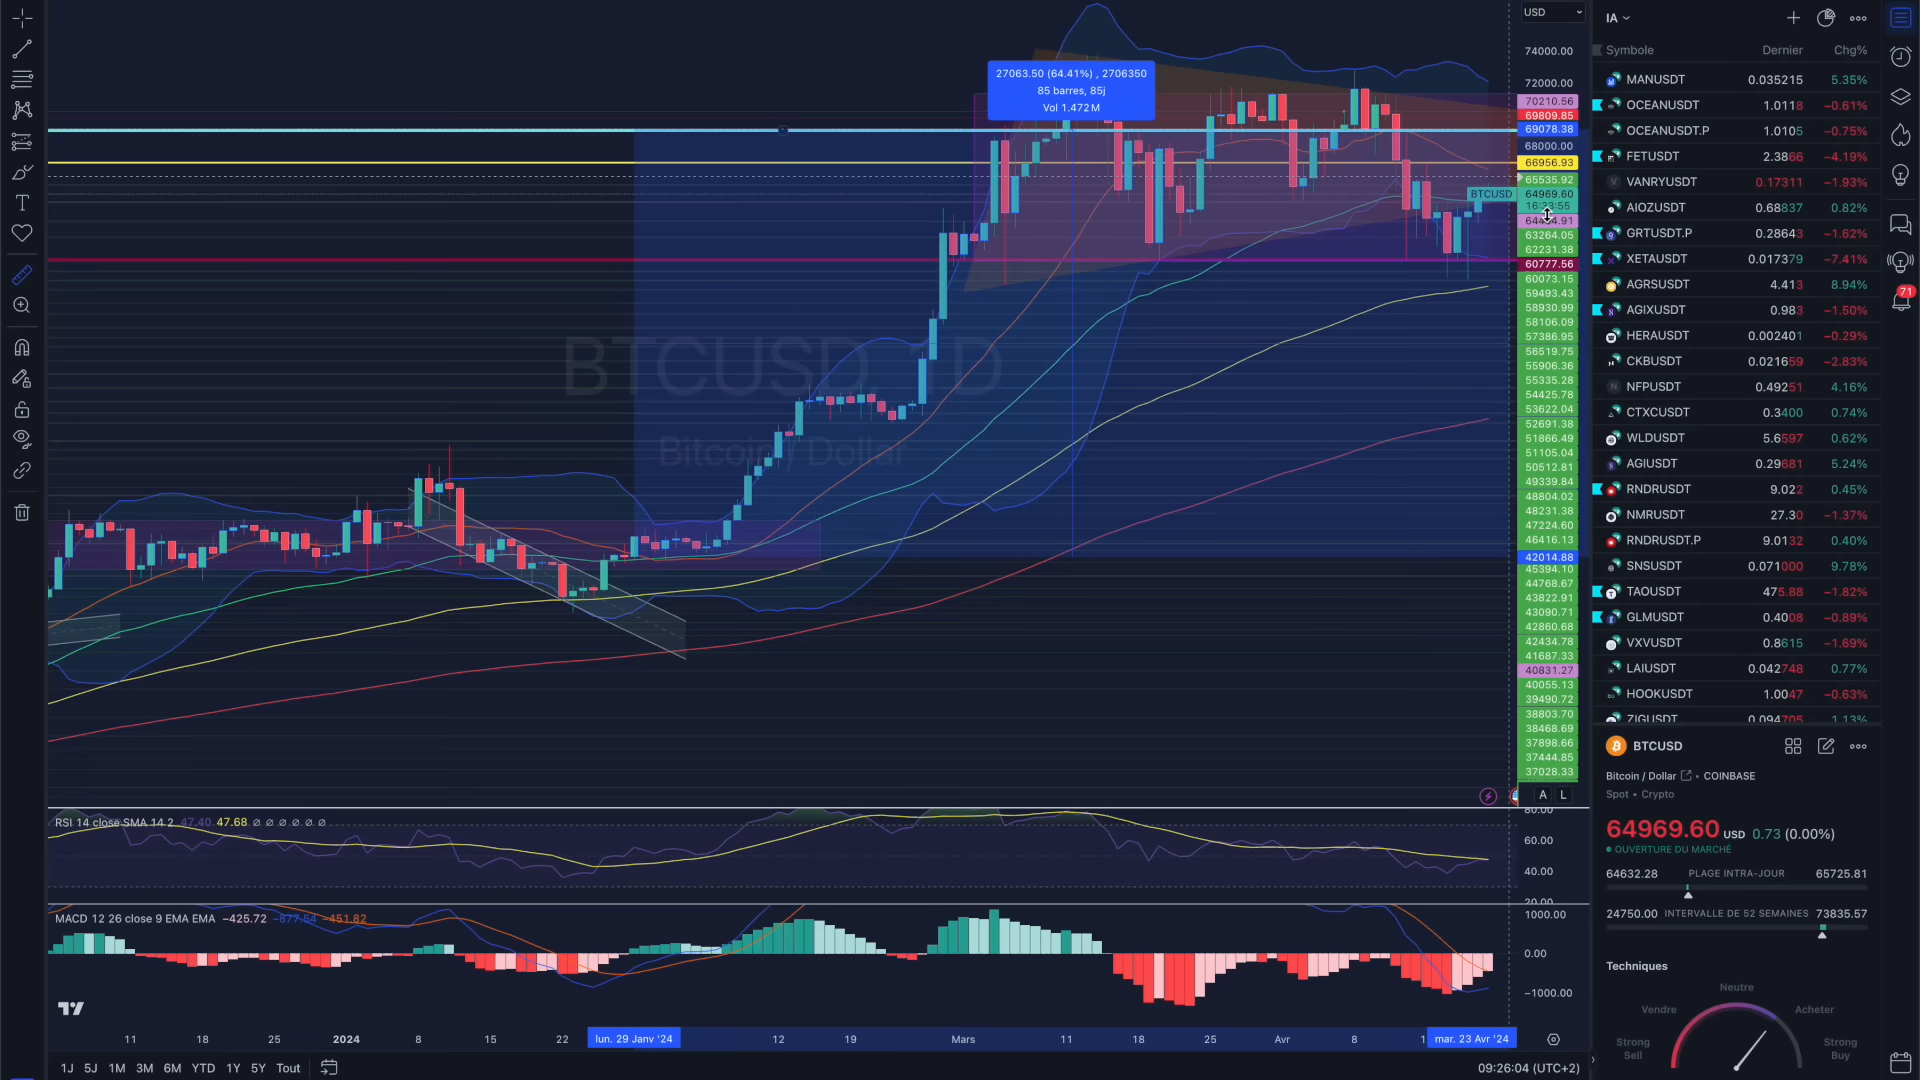 USD
74000.00
72000.00
70210.56
69809.85
69078.38
68000.00
66956.93
65535.92
BTCUSD 64969.60
16:33:55
63264.05
62231.38
60777.56
60073.15
59493.43
58930.99
58106.09
57386.95
56519.75
55906.36
55335.28
54425.78
53622.04
52691.38
51866.49
51105.04
50512.81
49339.84
48804.02
48231.38
47224.60
46416.13
42014.88
45394.10
44768.67
43822.91
43090.71
42860.68
42434.78
41687.33
40831.27
40055.13
39490.72
38803.70
38468.69
37898.66
37444.85
37028.33
A L
27063.50 (64.41%) , 2706350
85 barres, 85j
Vol 1.472 M
BTCUSD, 1D
Bitcoin / Dollar
RSI 14 close SMA 14 2 47.40 47.68 ∅ ∅ ∅ ∅ ∅ ∅
80.00
60.00
40.00
20.00
MACD 12 26 close 9 EMA EMA −425.72 −877.54 −451.82
1000.00
0.00
−1000.00
11 18 25 2024 8 15 22 lun. 29 Janv '24 12 19 Mars 11 18 25 Avr 8 1 mar. 23 Avr '24
1J 5J 1M 3M 6M YTD 1Y 5Y Tout
09:26:04 (UTC+2)
IA
Symbole Dernier Chg%
MANUSDT 0.035215 5.35%
OCEANUSDT 1.0118 −0.61%
OCEANUSDT.P 1.0105 −0.75%
FETUSDT 2.3866 −4.19%
VANRYUSDT 0.17311 −1.93%
AIOZUSDT 0.68837 0.82%
GRTUSDT.P 0.28643 −1.62%
XETAUSDT 0.017379 −7.41%
AGRSUSDT 4.413 8.94%
AGIXUSDT 0.983 −1.50%
HERAUSDT 0.002401 −0.29%
CKBUSDT 0.021659 −2.83%
NFPUSDT 0.49251 4.16%
CTXCUSDT 0.3400 0.74%
WLDUSDT 5.6597 0.62%
AGIUSDT 0.29681 5.24%
RNDRUSDT 9.022 0.45%
NMRUSDT 27.30 −1.37%
RNDRUSDT.P 9.0132 0.40%
SNSUSDT 0.071000 9.78%
TAOUSDT 475.88 −1.82%
GLMUSDT 0.4008 −0.89%
VXVUSDT 0.8615 −1.69%
LAIUSDT 0.042748 0.77%
HOOKUSDT 1.0047 −0.63%
ZIGUSDT 0.094705 1.13%
BTCUSD
Bitcoin / Dollar • COINBASE
Spot • Crypto
64969.60 USD 0.73 (0.00%)
OUVERTURE DU MARCHÉ
64632.28 PLAGE INTRA-JOUR 65725.81
24750.00 INTERVALLE DE 52 SEMAINES 73835.57
Techniques
Neutre
Vendre Acheter
Strong Sell
Strong Buy
71